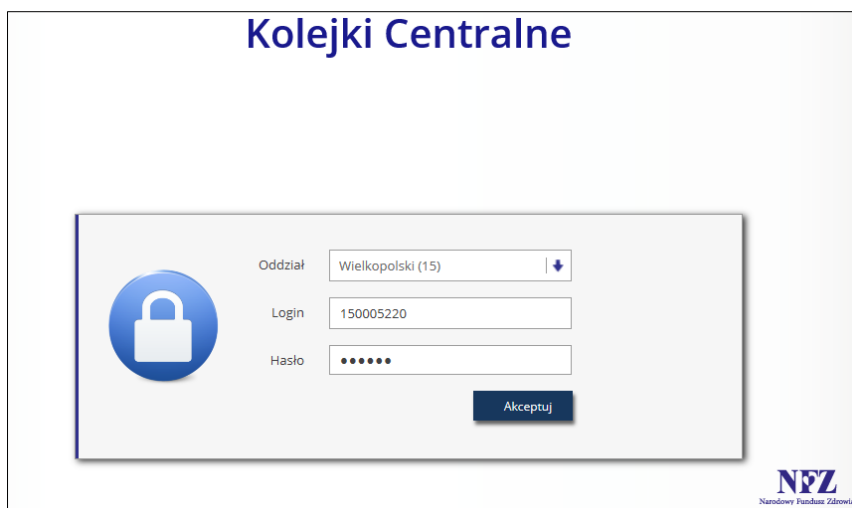 Kolejki Centralne
Oddział Wielkopolski (15)
Login 150005220
Hasło ••••••
Akceptuj
NFZ
Narodowy Fundusz Zdrowia